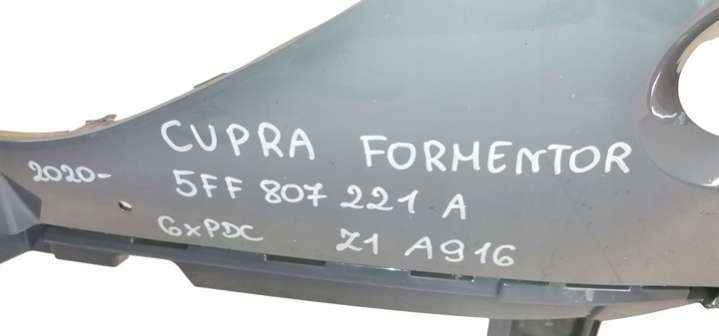 CUPRA FORMENTOR
2020- 5FF 807 221 A
6xPDC Z1 A916